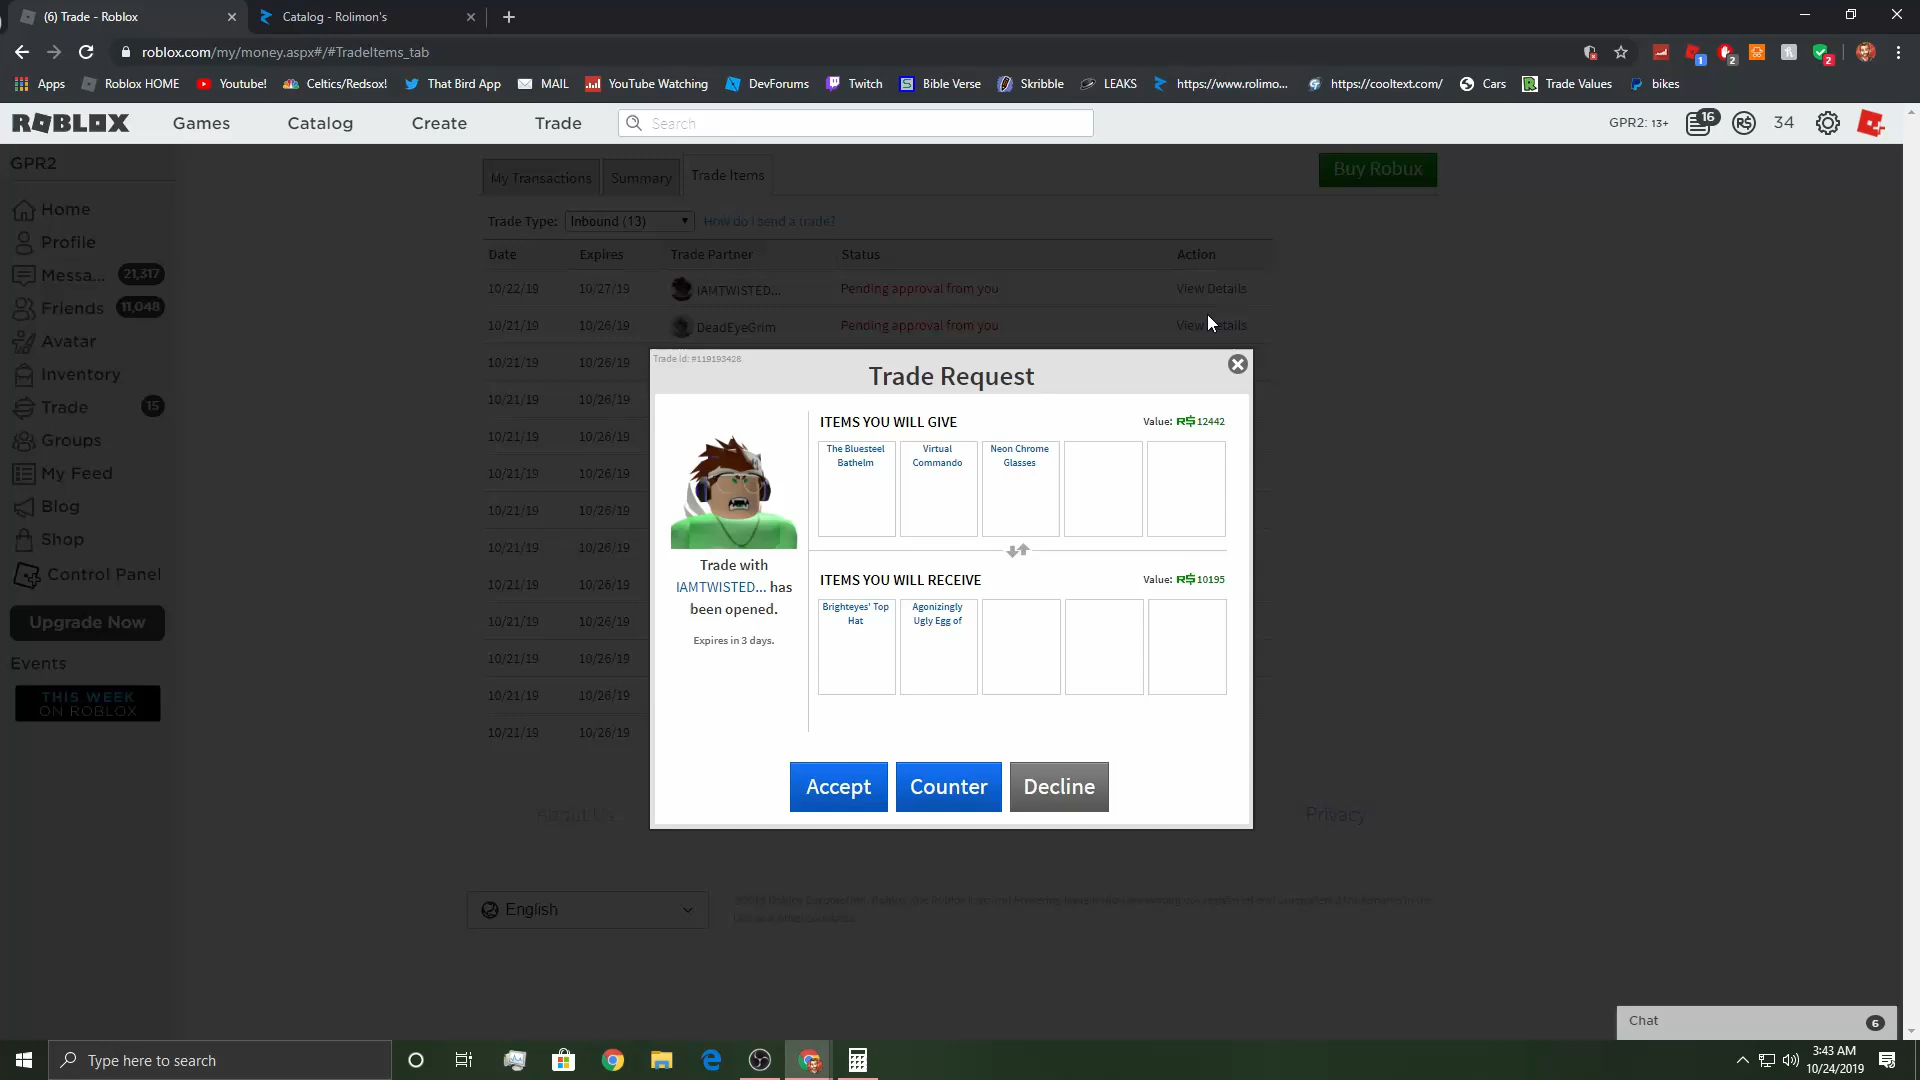 (6) Trade - Roblox
Catalog - Rolimon's
roblox.com/my/money.aspx#/#TradeItems_tab
Apps
Roblox HOME
Youtube!
Celtics/Redsox!
That Bird App
MAIL
YouTube Watching
DevForums
Twitch
Bible Verse
Skribble
LEAKS
https://www.rolimo...
https://cooltext.com/
Cars
Trade Values
bikes
ROBLOX
Games
Catalog
Create
Trade
Search
GPR2: 13+
16
34
GPR2
Home
Profile
Messa... 21,317
Friends 11,048
Avatar
Inventory
Trade 15
Groups
My Feed
Blog
Shop
Control Panel
Upgrade Now
Events
THIS WEEK
ON ROBLOX
My Transactions
Summary
Trade Items
Buy Robux
Trade Type: Inbound (13) How do I send a trade?
Date Expires Trade Partner Status Action
10/22/19 10/27/19 IAMTWISTED... Pending approval from you View Details
10/21/19 10/26/19 DeadEyeGrim Pending approval from you View Details
10/21/19 10/26/19
10/21/19 10/26/19
10/21/19 10/26/19
10/21/19 10/26/19
10/21/19 10/26/19
10/21/19 10/26/19
10/21/19 10/26/19
10/21/19 10/26/19
10/21/19 10/26/19
10/21/19 10/26/19
10/21/19 10/26/19
Trade Id: #119193428
Trade Request
Trade with
IAMTWISTED... has
been opened.
Expires in 3 days.
ITEMS YOU WILL GIVE
Value: R$ 12442
The Bluesteel
Bathelm
Virtual
Commando
Neon Chrome
Glasses
ITEMS YOU WILL RECEIVE
Value: R$ 10195
Brighteyes' Top
Hat
Agonizingly
Ugly Egg of
Accept
Counter
Decline
About Us
Privacy
English
Chat 6
Type here to search
3:43 AM
10/24/2019